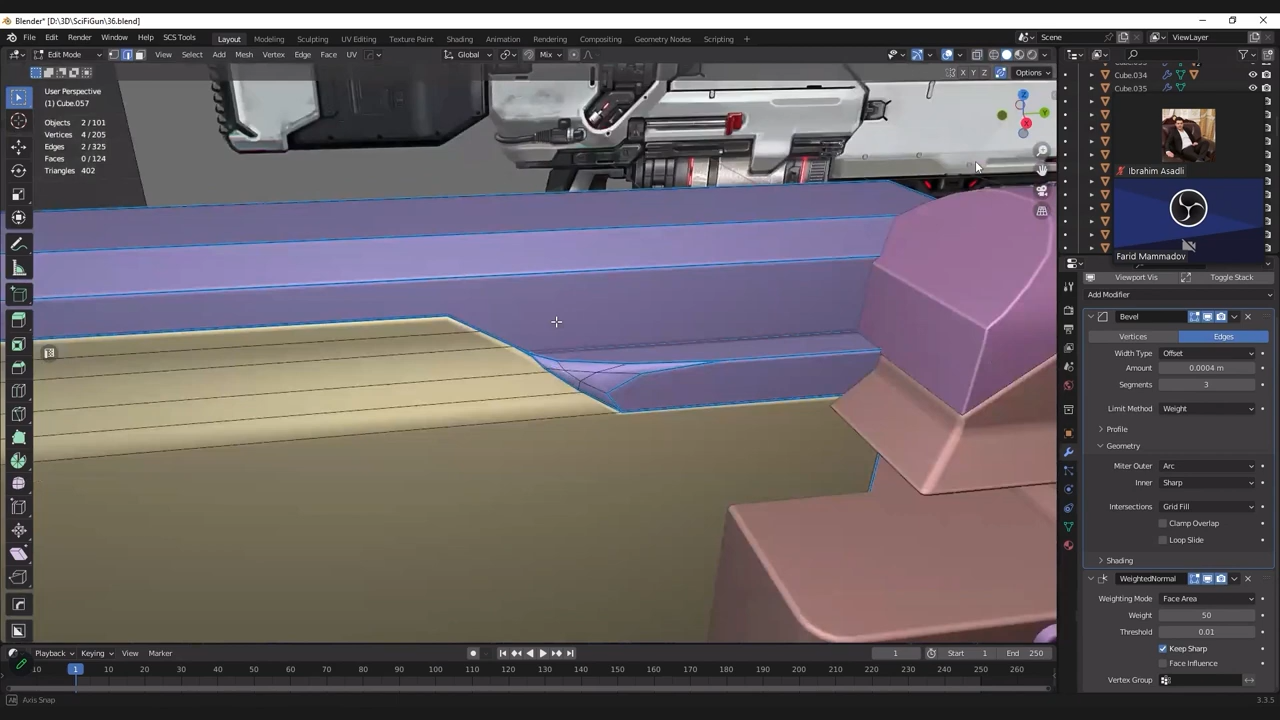 Blender* [D:\3D\SciFiGun\36.blend]
File Edit Render Window Help SCS Tools Layout Modeling Sculpting UV Editing Texture Paint Shading Animation Rendering Compositing Geometry Nodes Scripting + Scene ViewLayer
Edit Mode View Select Add Mesh Vertex Edge Face UV Global Mix
X Y Z Options
User Perspective
(1) Cube.057
Objects 2 / 101
Vertices 4 / 205
Edges 2 / 325
Faces 0 / 124
Triangles 402
Z
Y
X
Cube.034
Cube.035
Ibrahim Asadli
Farid Mammadov
Viewport Vis Toggle Stack
Add Modifier
Bevel
Vertices Edges
Width Type Offset
Amount 0.0004 m
Segments 3
Limit Method Weight
Profile
Geometry
Miter Outer Arc
Inner Sharp
Intersections Grid Fill
Clamp Overlap
Loop Slide
Shading
WeightedNormal
Weighting Mode Face Area
Weight 50
Threshold 0.01
Keep Sharp
Face Influence
Vertex Group
Playback Keying View Marker 1 Start 1 End 250
10 1 10 20 30 40 50 60 70 80 90 100 110 120 130 140 150 160 170 180 190 200 210 220 230 240 250 260
Alt Axis Snap
3.3.5